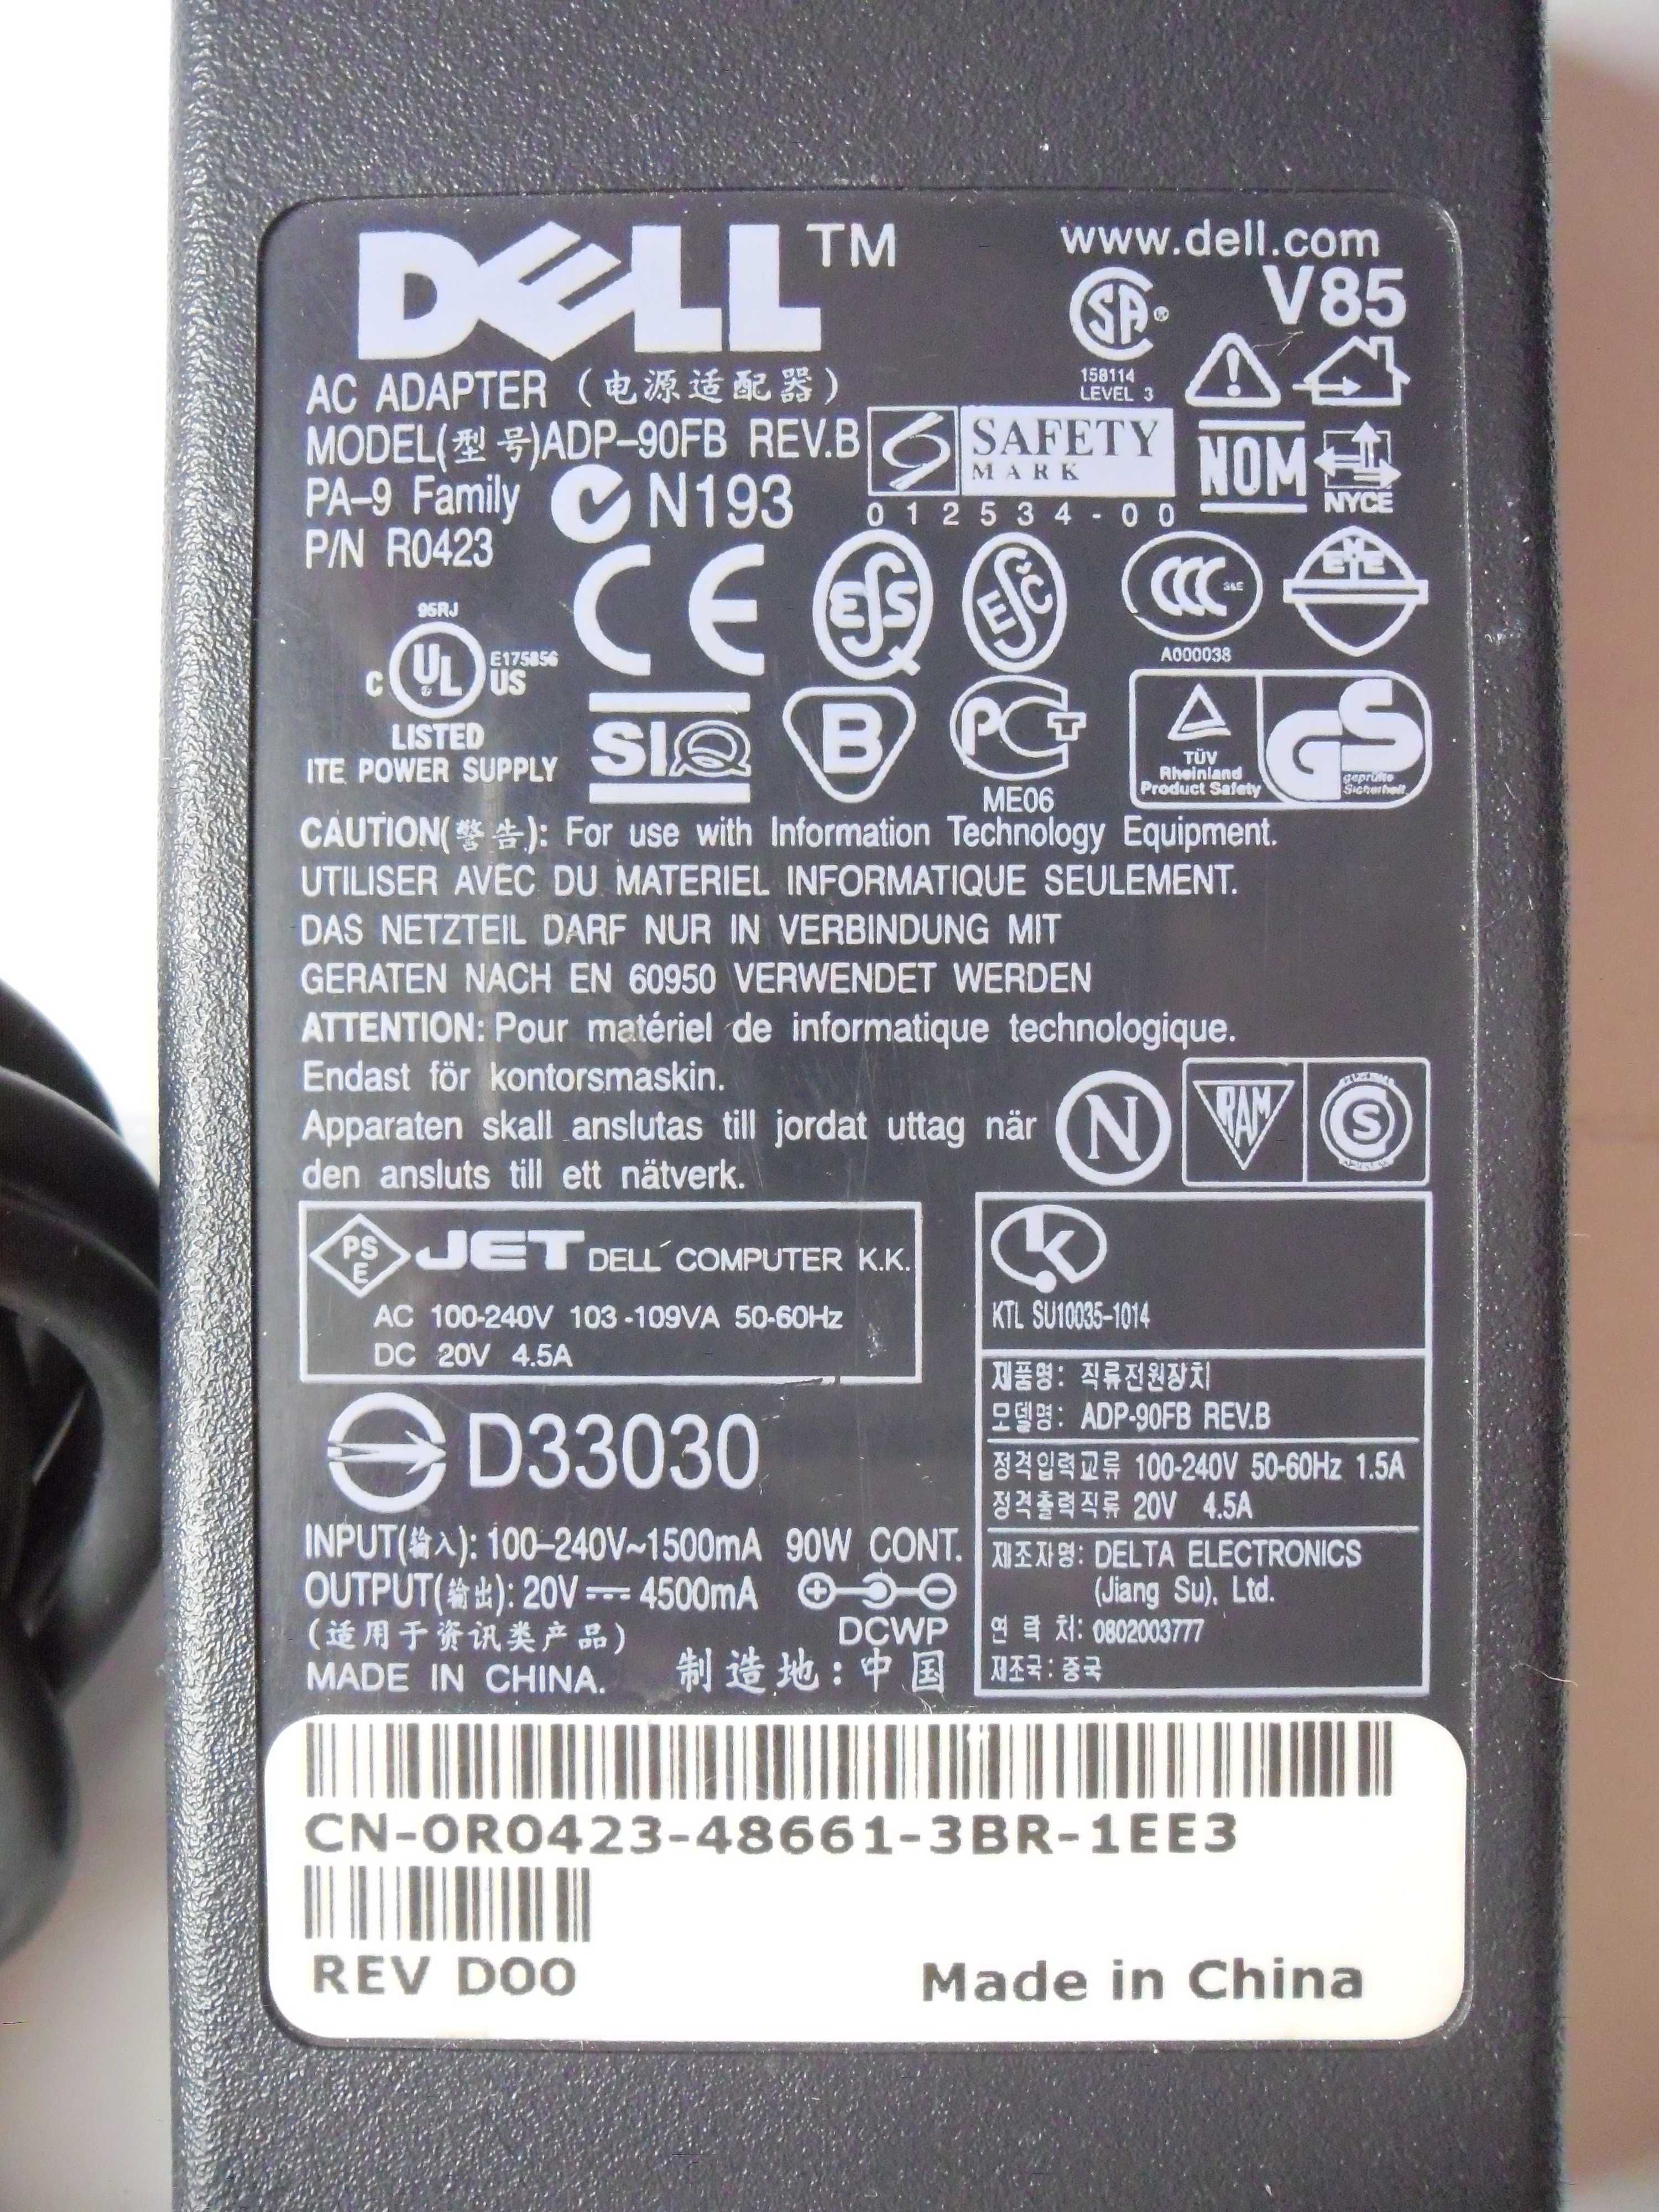 DELL™
www.dell.com
V85
158114
LEVEL 3
AC ADAPTER (电源适配器)
MODEL(型号)ADP-90FB REV.B
SAFETY
MARK
NOM
NYCE
PA-9 Family
N193
012534-00
P/N R0423
95RJ
C UL US
E175856
LISTED
ITE POWER SUPPLY
CE
CCC S&E
A000038
SIQ
B
PCT
ME06
TÜV
Rheinland
Product Safety
GS
geprüfte
Sicherheit
CAUTION(警告): For use with Information Technology Equipment.
UTILISER AVEC DU MATERIEL INFORMATIQUE SEULEMENT.
DAS NETZTEIL DARF NUR IN VERBINDUNG MIT
GERATEN NACH EN 60950 VERWENDET WERDEN
ATTENTION: Pour matériel de informatique technologique.
Endast för kontorsmaskin.
Apparaten skall anslutas till jordat uttag när
den ansluts till ett nätverk.
N
RAM
S
PS
E
JET DELL COMPUTER K.K.
AC 100-240V 103-109VA 50-60Hz
DC 20V 4.5A
D33030
INPUT(输入): 100-240V~1500mA 90W CONT.
OUTPUT(输出): 20V⎓4500mA
DCWP
(适用于资讯类产品)
MADE IN CHINA. 制造地:中国
KTL SU10035-1014
제품명: 직류전원장치
모델명: ADP-90FB REV.B
정격입력교류 100-240V 50-60Hz 1.5A
정격출력직류 20V 4.5A
제조자명: DELTA ELECTRONICS
(Jiang Su), Ltd.
연락처: 0802003777
제조국: 중국
CN-0R0423-48661-3BR-1EE3
REV D00
Made in China